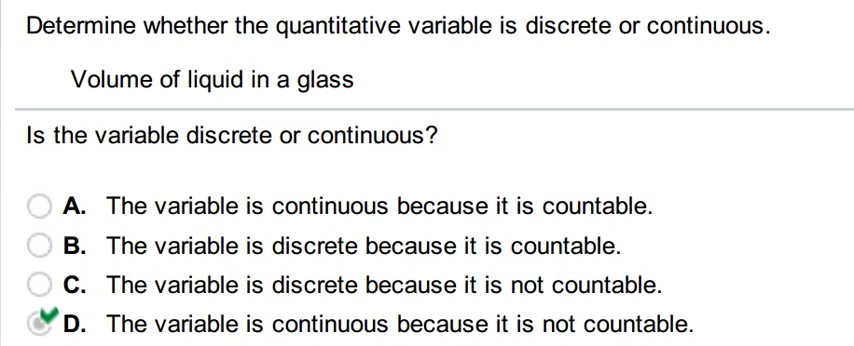 Determine whether the quantitative variable is discrete or continuous.
Volume of liquid in a glass
Is the variable discrete or continuous?
A. The variable is continuous because it is countable.
B. The variable is discrete because it is countable.
C. The variable is discrete because it is not countable.
D. The variable is continuous because it is not countable.